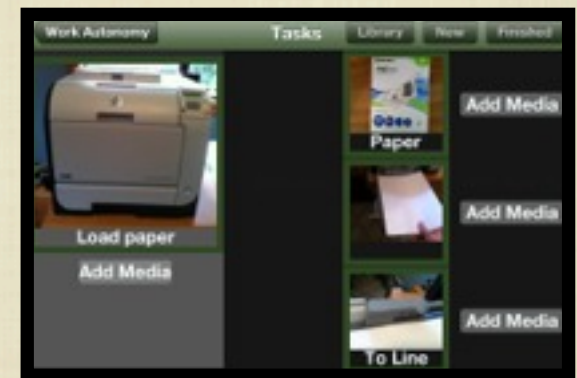 Work Autonomy Tasks Library New Finished
Paper
Add Media
Load paper
Add Media
Add Media
To Line
Add Media